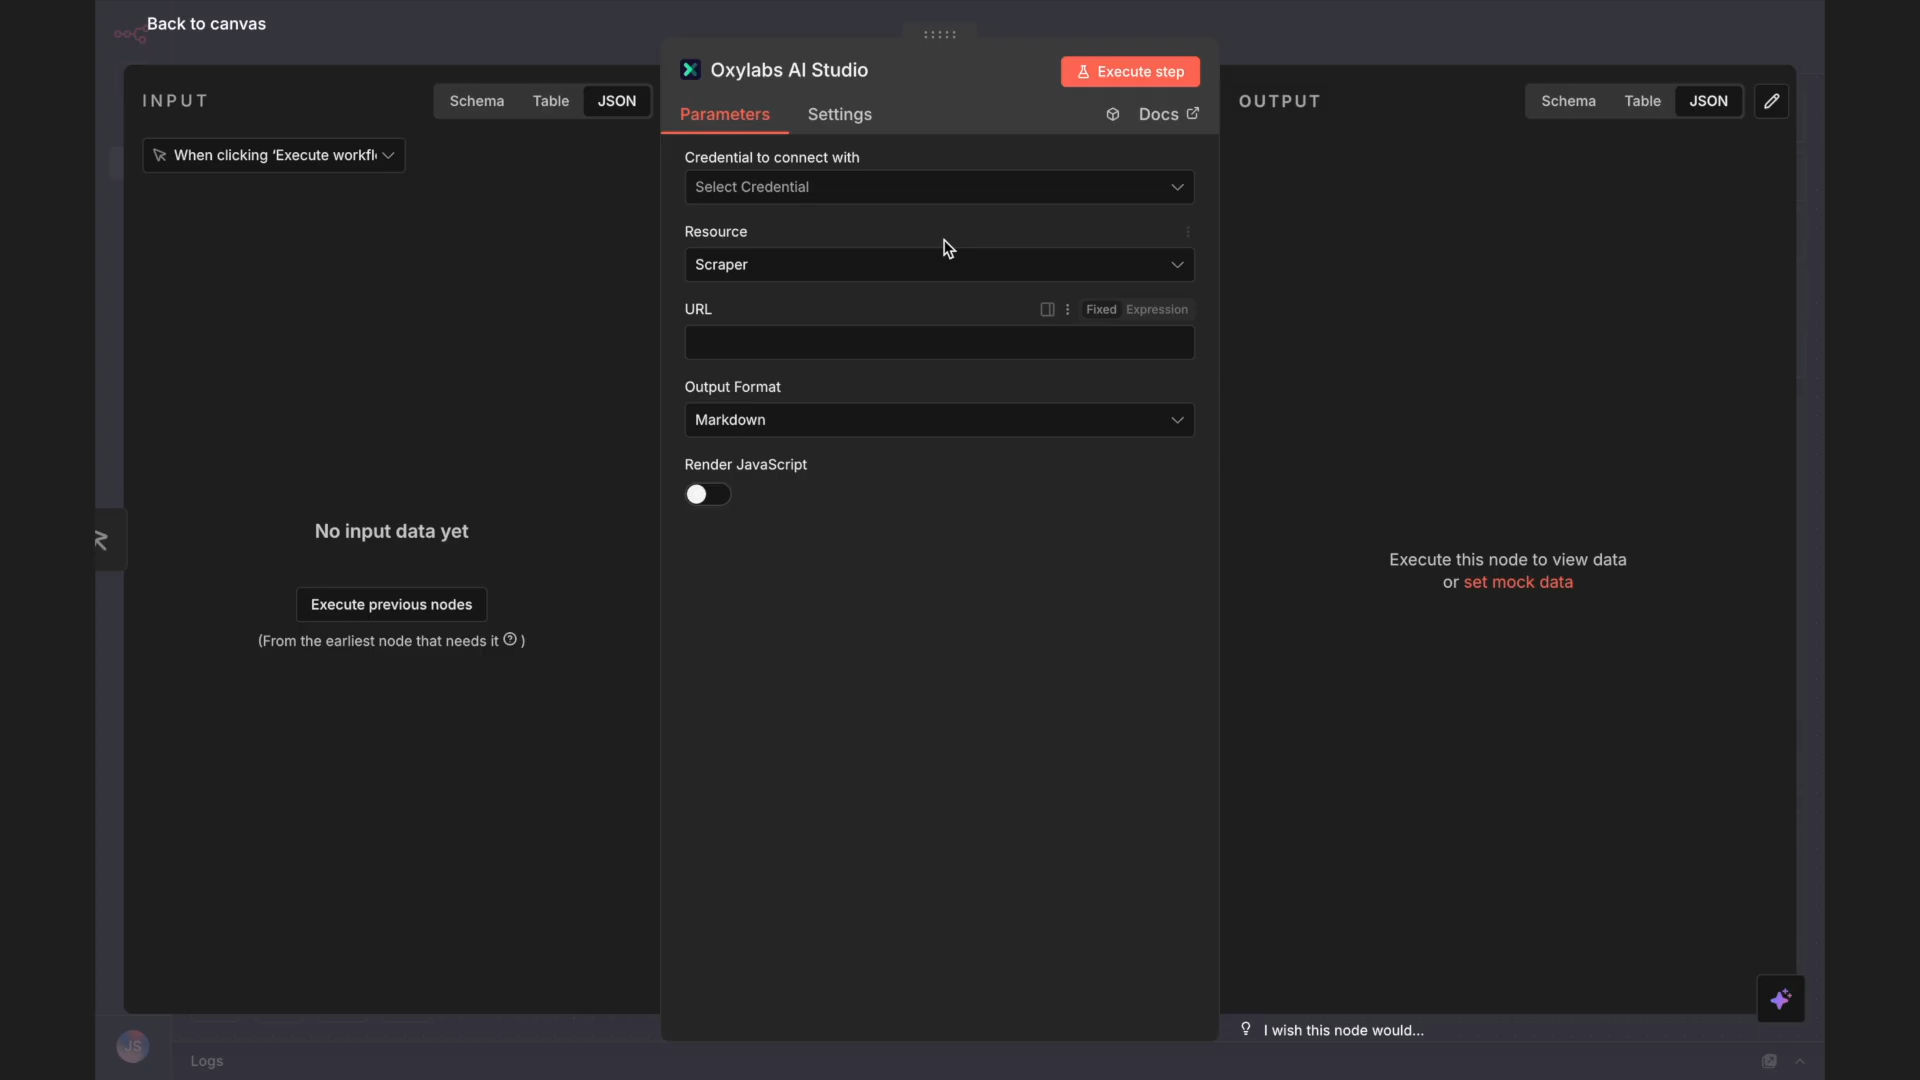 Back to canvas
INPUT
Schema Table JSON
When clicking ‘Execute workfl
No input data yet
Execute previous nodes
(From the earliest node that needs it ? )
Oxylabs AI Studio
Execute step
Parameters Settings Docs
Credential to connect with
Select Credential
Resource
Scraper
URL
Fixed Expression
Output Format
Markdown
Render JavaScript
OUTPUT
Schema Table JSON
Execute this node to view data
or set mock data
I wish this node would...
JS
Logs